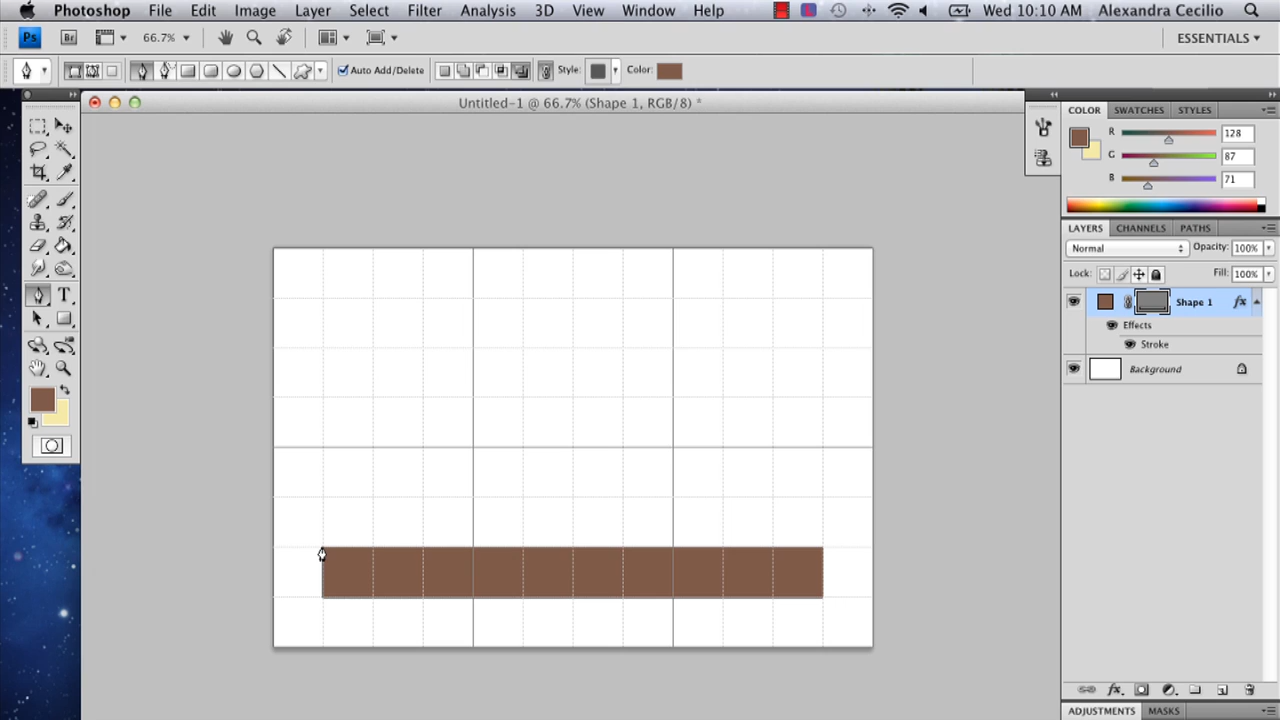 Photoshop File Edit Image Layer Select Filter Analysis 3D View Window Help Wed 10:10 AM Alexandra Cecilio
Ps Br 66.7% ESSENTIALS
Auto Add/Delete Style: Color:
Untitled-1 @ 66.7% (Shape 1, RGB/8) *
COLOR SWATCHES STYLES
R 128
G 87
B 71
LAYERS CHANNELS PATHS
Normal Opacity: 100%
Lock: Fill: 100%
Shape 1 fx
Effects
Stroke
Background
T
fx
ADJUSTMENTS MASKS